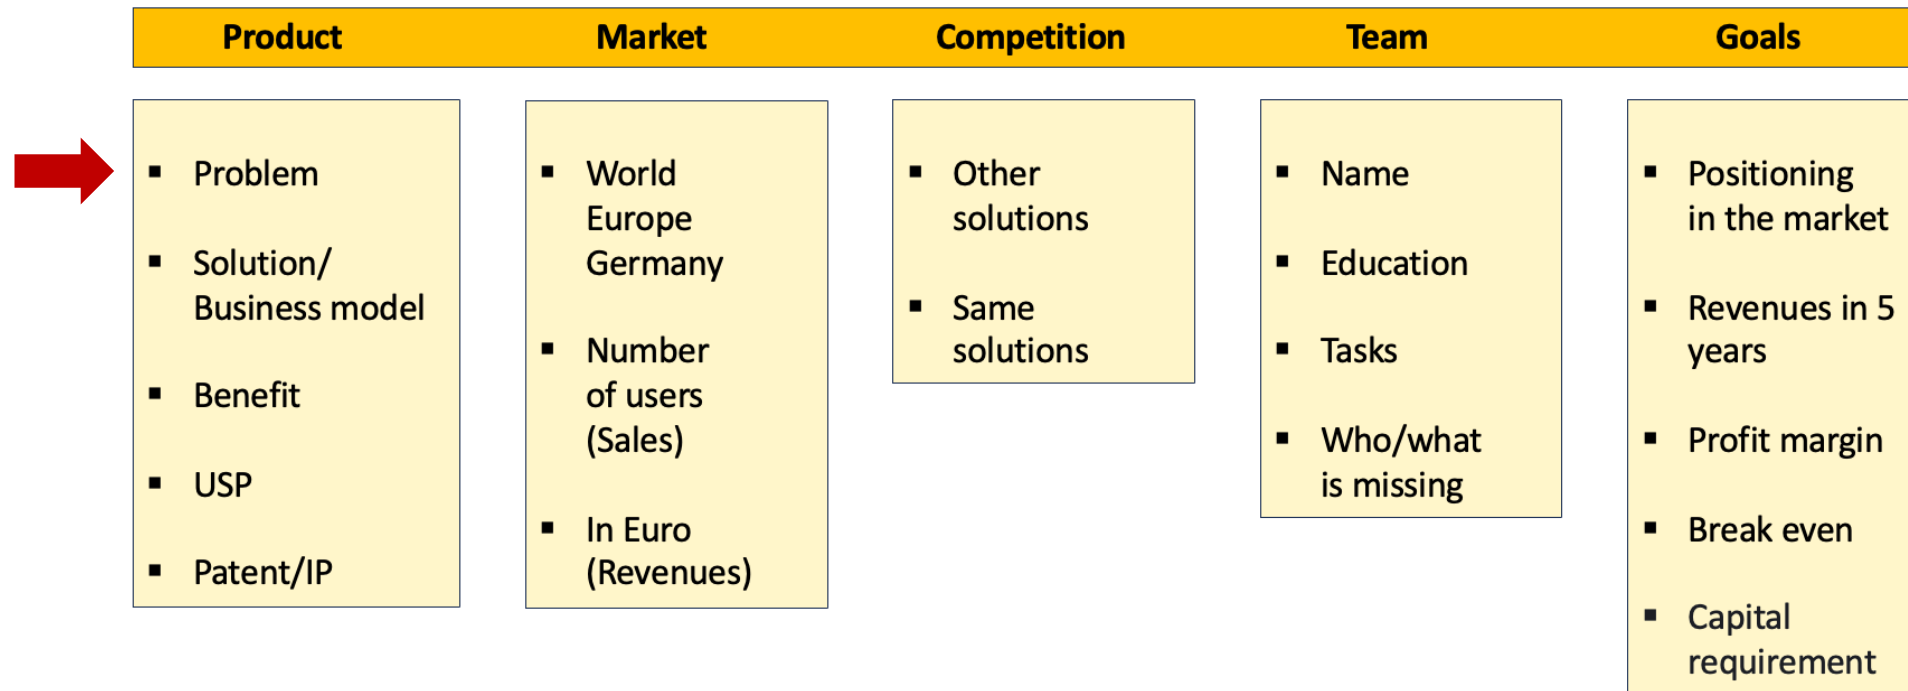 Product
Market
Competition
Team
Goals
Problem
Solution/
Business model
Benefit
USP
Patent/IP
World
Europe
Germany
Number
of users
(Sales)
In Euro
(Revenues)
Other
solutions
Same
solutions
Name
Education
Tasks
Who/what
is missing
Positioning
in the market
Revenues in 5
years
Profit margin
Break even
Capital
requirement